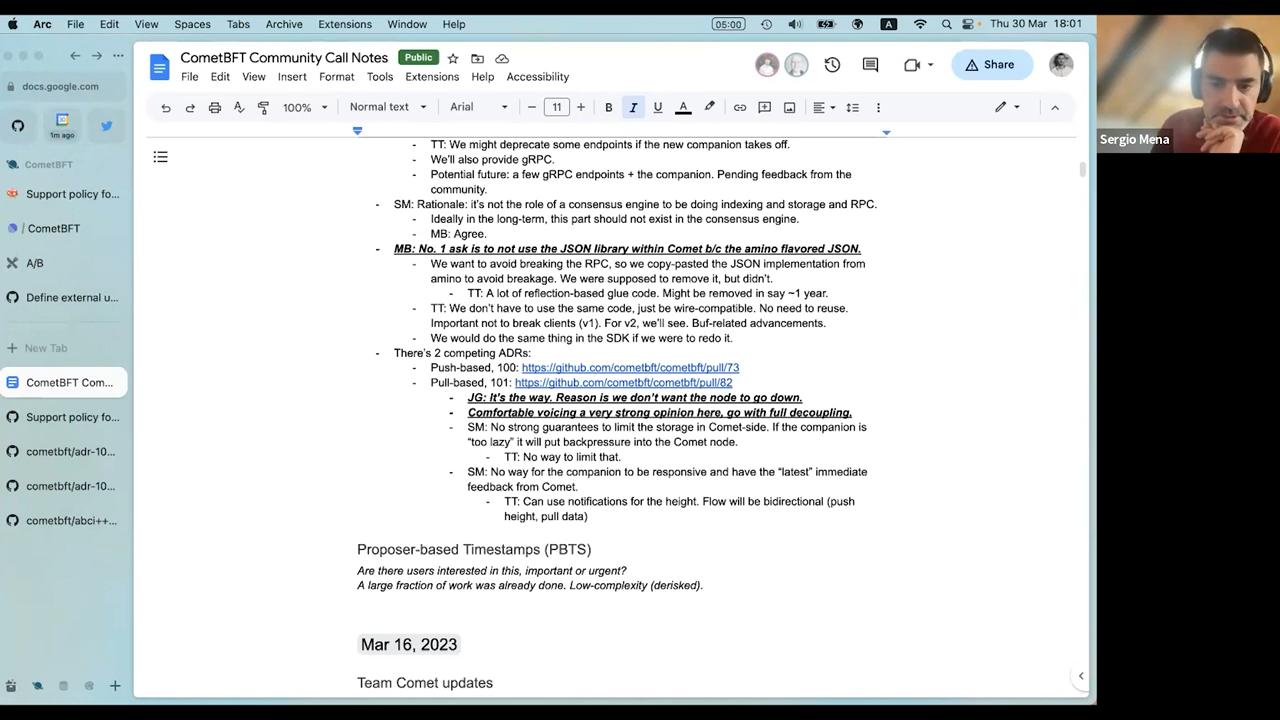 Arc File Edit View Spaces Tabs Archive Extensions Window Help 05:00 A Thu 30 Mar 18:01
docs.google.com
1m ago
CometBFT
Support policy fo...
/ CometBFT
A/B
Define external u...
+ New Tab
CometBFT Com...
Support policy fo...
cometbft/adr-10...
cometbft/adr-10...
cometbft/abci++...
CometBFT Community Call Notes Public
File Edit View Insert Format Tools Extensions Help Accessibility
Share
100% Normal text Arial 11 B I U A
- TT: We might deprecate some endpoints if the new companion takes off.
- We'll also provide gRPC.
- Potential future: a few gRPC endpoints + the companion. Pending feedback from the
community.
- SM: Rationale: it's not the role of a consensus engine to be doing indexing and storage and RPC.
- Ideally in the long-term, this part should not exist in the consensus engine.
- MB: Agree.
- MB: No. 1 ask is to not use the JSON library within Comet b/c the amino flavored JSON.
- We want to avoid breaking the RPC, so we copy-pasted the JSON implementation from
amino to avoid breakage. We were supposed to remove it, but didn't.
- TT: A lot of reflection-based glue code. Might be removed in say ~1 year.
- TT: We don't have to use the same code, just be wire-compatible. No need to reuse.
Important not to break clients (v1). For v2, we'll see. Buf-related advancements.
- We would do the same thing in the SDK if we were to redo it.
- There's 2 competing ADRs:
- Push-based, 100: https://github.com/cometbft/cometbft/pull/73
- Pull-based, 101: https://github.com/cometbft/cometbft/pull/82
- JG: It's the way. Reason is we don't want the node to go down.
- Comfortable voicing a very strong opinion here, go with full decoupling.
- SM: No strong guarantees to limit the storage in Comet-side. If the companion is
"too lazy" it will put backpressure into the Comet node.
- TT: No way to limit that.
- SM: No way for the companion to be responsive and have the "latest" immediate
feedback from Comet.
- TT: Can use notifications for the height. Flow will be bidirectional (push
height, pull data)
Proposer-based Timestamps (PBTS)
Are there users interested in this, important or urgent?
A large fraction of work was already done. Low-complexity (derisked).
Mar 16, 2023
Team Comet updates
Sergio Mena